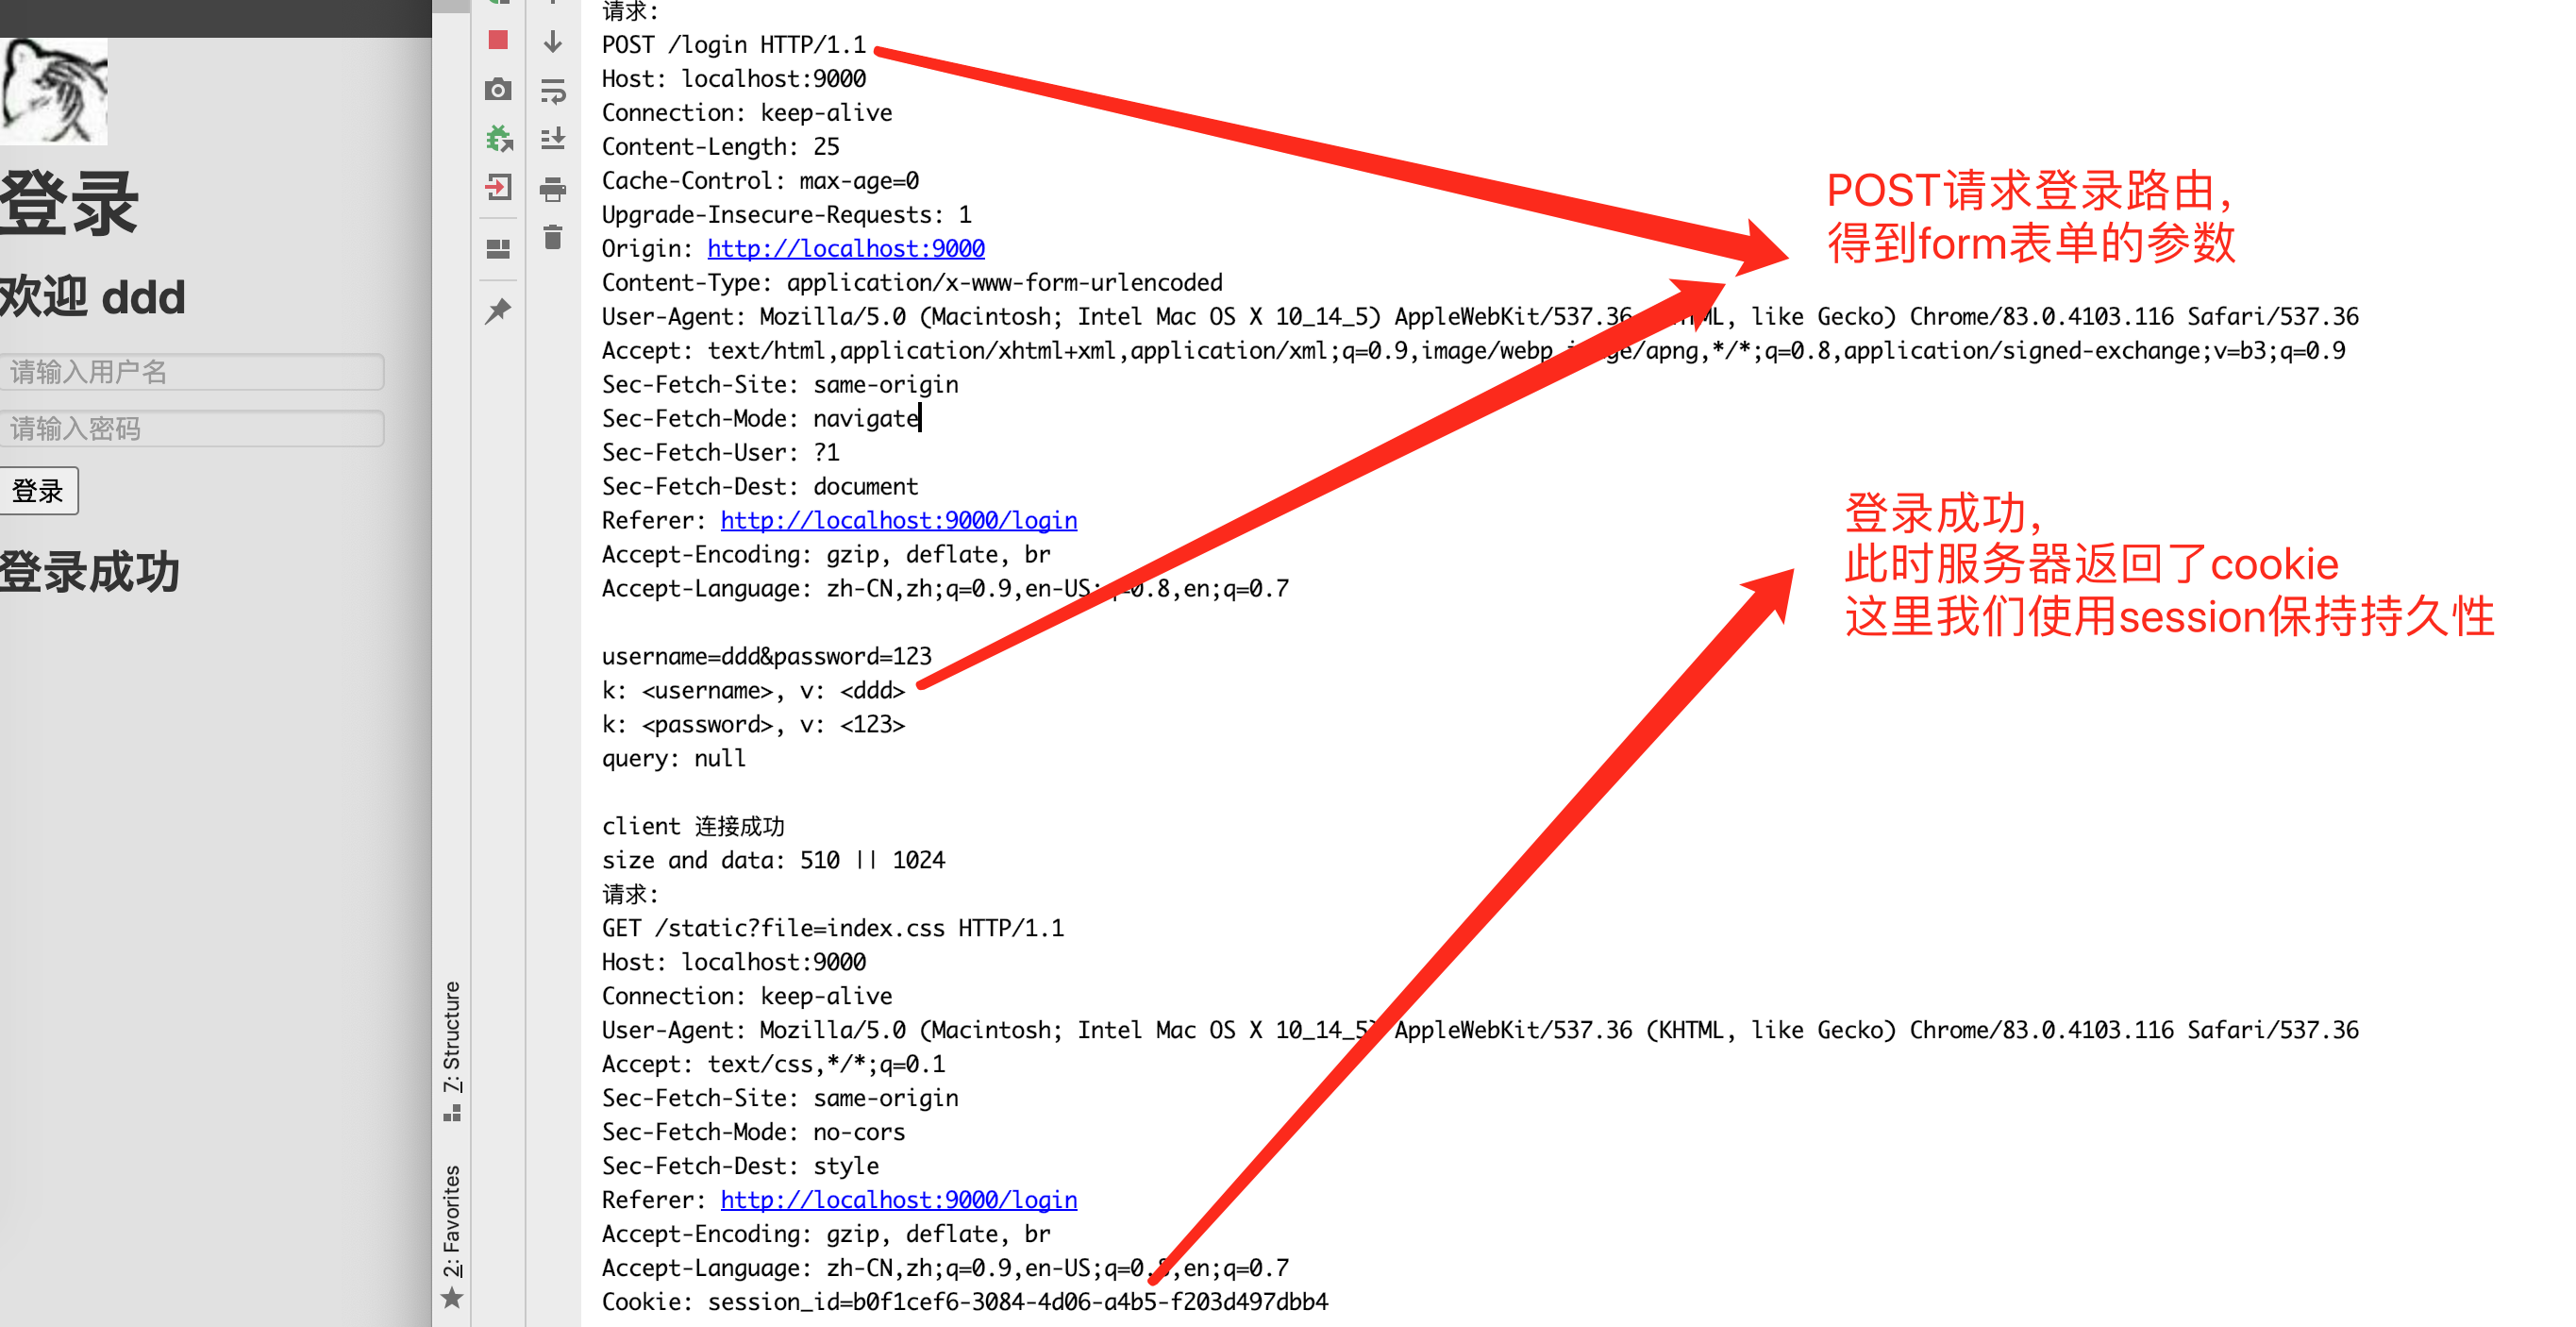 登录
欢迎 ddd
请输入用户名
请输入密码
登录
登录成功
7: Structure
2: Favorites
请求:
POST /login HTTP/1.1
Host: localhost:9000
Connection: keep-alive
Content-Length: 25
Cache-Control: max-age=0
Upgrade-Insecure-Requests: 1
Origin: http://localhost:9000
Content-Type: application/x-www-form-urlencoded
User-Agent: Mozilla/5.0 (Macintosh; Intel Mac OS X 10_14_5) AppleWebKit/537.36 (KHTML, like Gecko) Chrome/83.0.4103.116 Safari/537.36
Accept: text/html,application/xhtml+xml,application/xml;q=0.9,image/webp,image/apng,*/*;q=0.8,application/signed-exchange;v=b3;q=0.9
Sec-Fetch-Site: same-origin
Sec-Fetch-Mode: navigate
Sec-Fetch-User: ?1
Sec-Fetch-Dest: document
Referer: http://localhost:9000/login
Accept-Encoding: gzip, deflate, br
Accept-Language: zh-CN,zh;q=0.9,en-US;q=0.8,en;q=0.7
username=ddd&password=123
k: <username>, v: <ddd>
k: <password>, v: <123>
query: null
client 连接成功
size and data: 510 || 1024
请求:
GET /static?file=index.css HTTP/1.1
Host: localhost:9000
Connection: keep-alive
User-Agent: Mozilla/5.0 (Macintosh; Intel Mac OS X 10_14_5) AppleWebKit/537.36 (KHTML, like Gecko) Chrome/83.0.4103.116 Safari/537.36
Accept: text/css,*/*;q=0.1
Sec-Fetch-Site: same-origin
Sec-Fetch-Mode: no-cors
Sec-Fetch-Dest: style
Referer: http://localhost:9000/login
Accept-Encoding: gzip, deflate, br
Accept-Language: zh-CN,zh;q=0.9,en-US;q=0.8,en;q=0.7
Cookie: session_id=b0f1cef6-3084-4d06-a4b5-f203d497dbb4
POST请求登录路由,
得到form表单的参数
登录成功,
此时服务器返回了cookie
这里我们使用session保持持久性